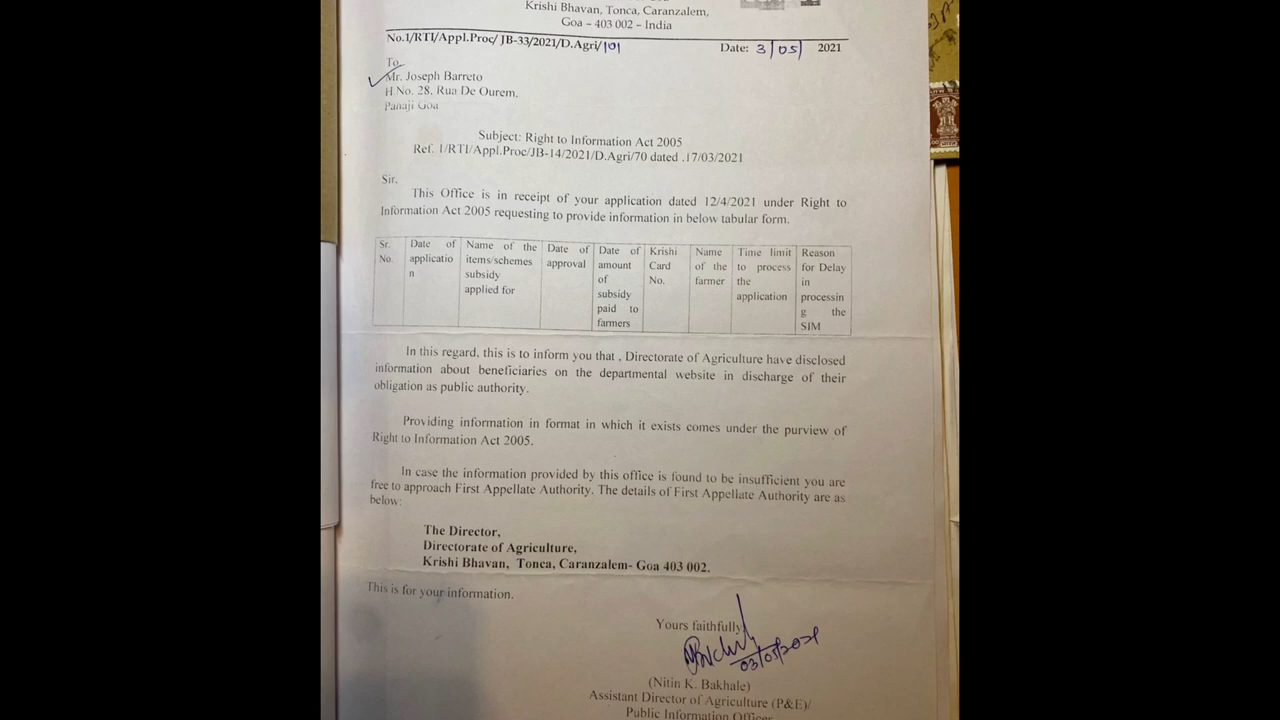 Krishi Bhavan, Tonca, Caranzalem,
Goa – 403 002 – India
No.1/RTI/Appl.Proc/ JB-33/2021/D.Agri/101 Date: 3/05/ 2021
To
Mr. Joseph Barreto
H.No. 28, Rua De Ourem,
Panaji Goa
Subject: Right to Information Act 2005
Ref. 1/RTI/Appl.Proc/JB-14/2021/D.Agri/70 dated .17/03/2021
Sir,
This Office is in receipt of your application dated 12/4/2021 under Right to
Information Act 2005 requesting to provide information in below tabular form.
Sr. No. Date of applicatio n Name of the items/schemes subsidy applied for Date of approval Date of amount of subsidy paid to farmers Krishi Card No. Name of the farmer Time limit to process the application Reason for Delay in processin g the SIM
In this regard, this is to inform you that , Directorate of Agriculture have disclosed
information about beneficiaries on the departmental website in discharge of their
obligation as public authority.
Providing information in format in which it exists comes under the purview of
Right to Information Act 2005.
In case the information provided by this office is found to be insufficient you are
free to approach First Appellate Authority. The details of First Appellate Authority are as
below:
The Director,
Directorate of Agriculture,
Krishi Bhavan, Tonca, Caranzalem- Goa 403 002.
This is for your information.
Yours faithfully
03/05/2021
(Nitin K. Bakhale)
Assistant Director of Agriculture (P&E)/
Public Information Officer